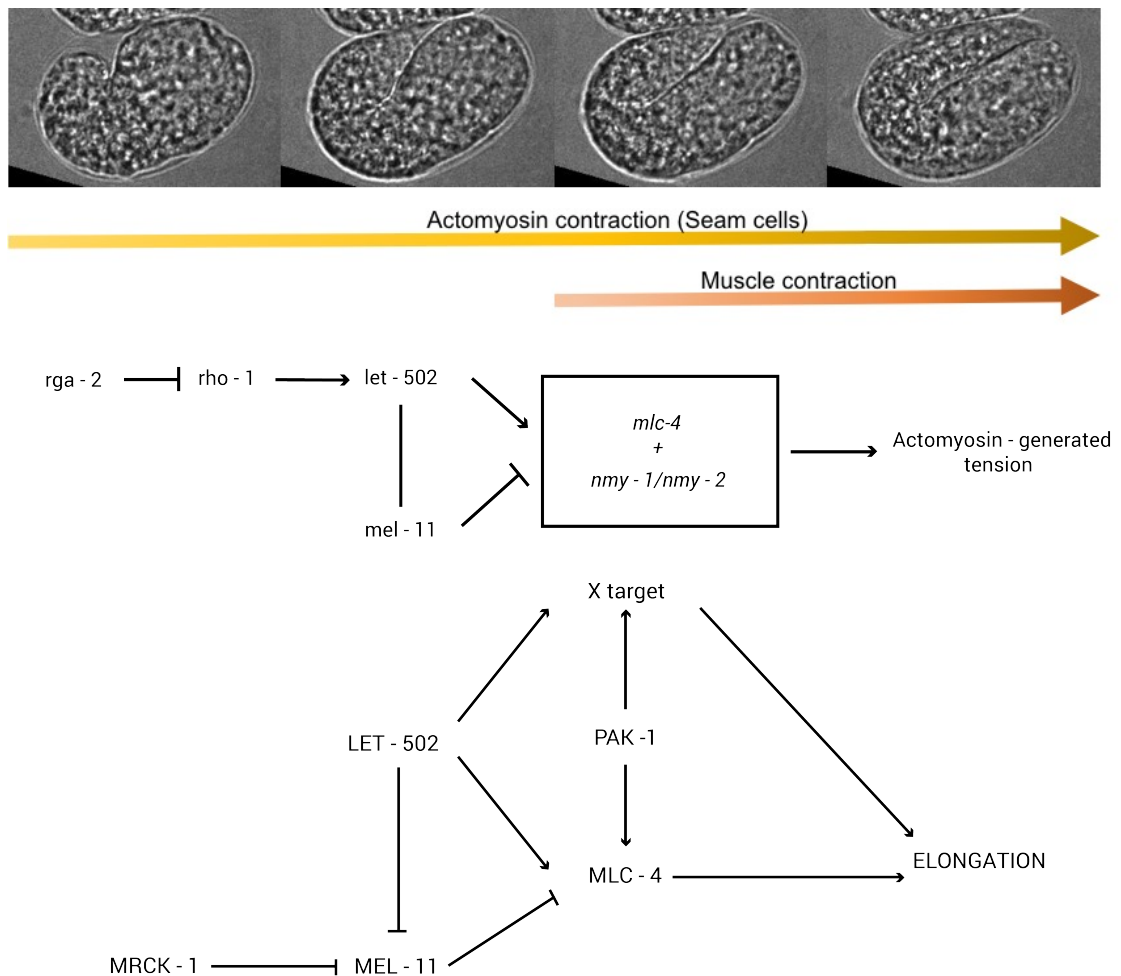 Actomyosin contraction (Seam cells)
Muscle contraction
rga - 2
rho - 1
let - 502
mlc-4
+
nmy - 1/nmy - 2
Actomyosin - generated
tension
mel - 11
X target
LET - 502
PAK -1
MLC - 4
ELONGATION
MRCK - 1
MEL - 11